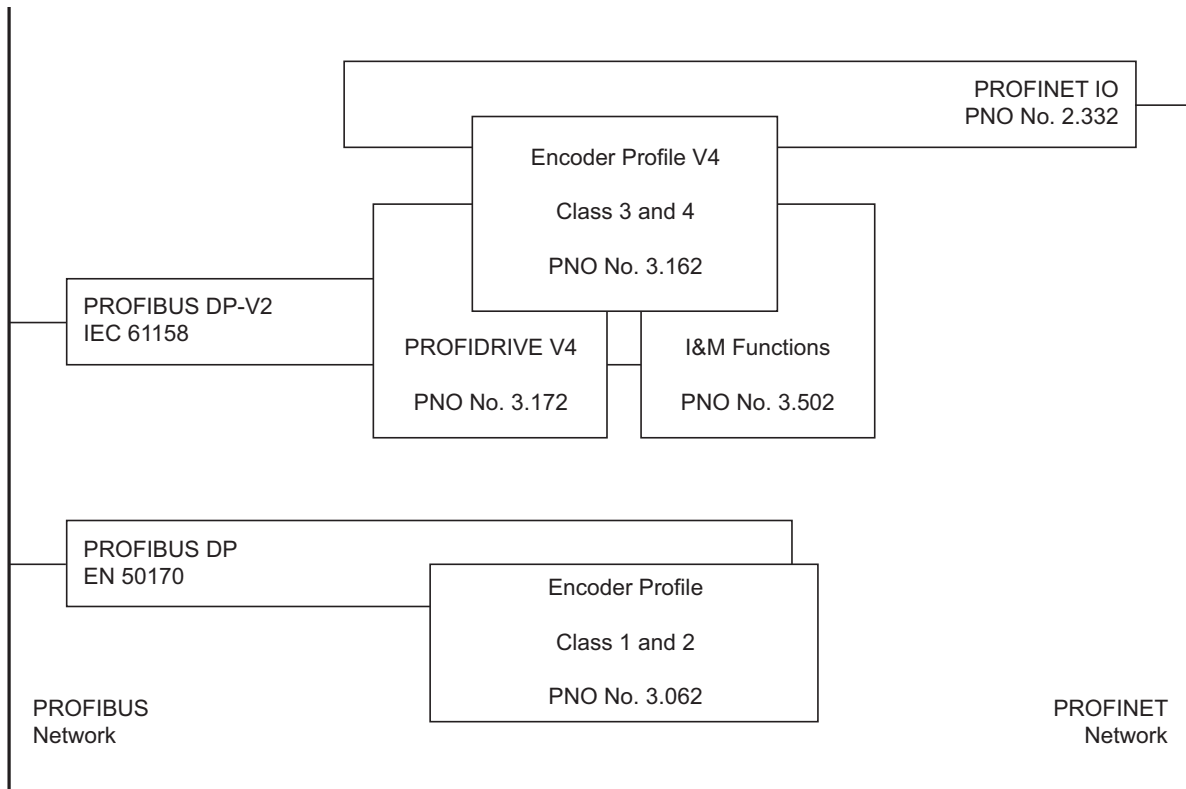 PROFINET IO
PNO No. 2.332
Encoder Profile V4
Class 3 and 4
PNO No. 3.162
PROFIBUS DP-V2
IEC 61158
PROFIDRIVE V4
PNO No. 3.172
I&M Functions
PNO No. 3.502
PROFIBUS DP
EN 50170
Encoder Profile
Class 1 and 2
PNO No. 3.062
PROFIBUS
Network
PROFINET
Network